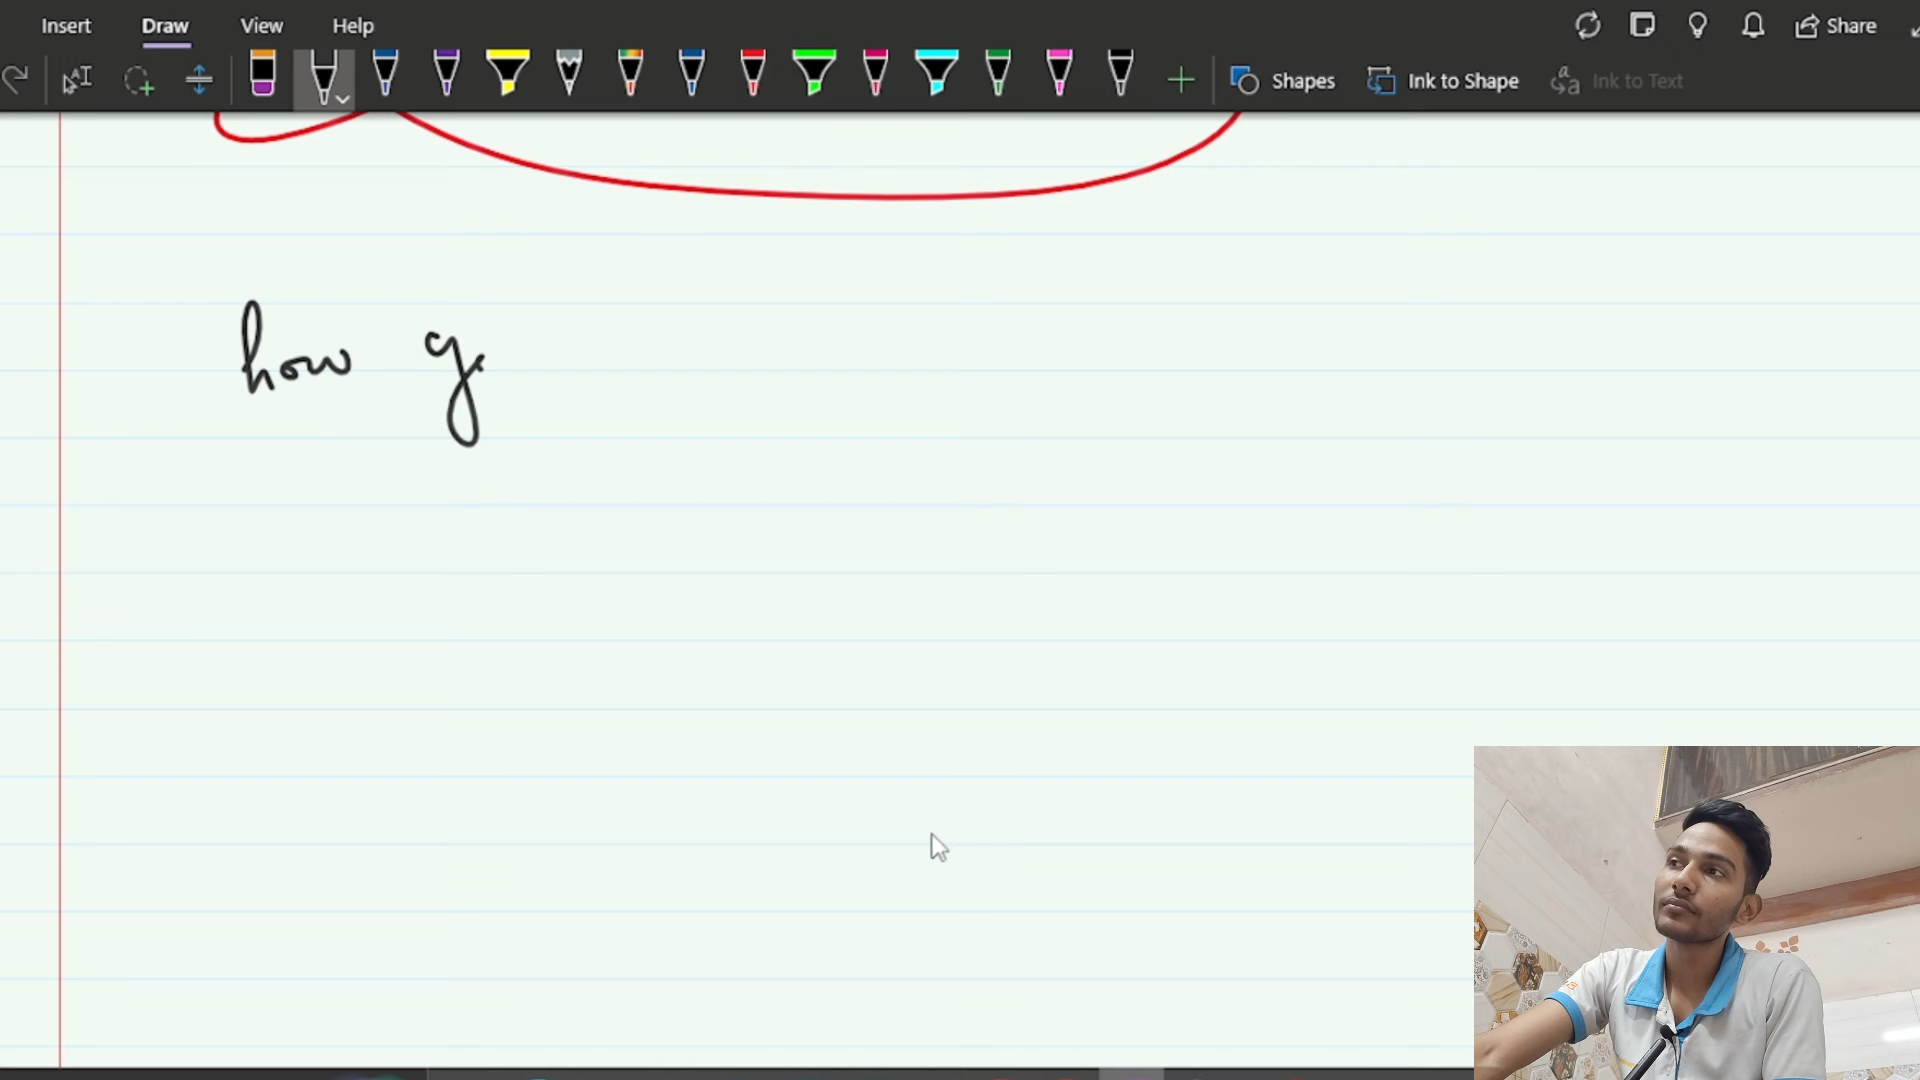 Insert Draw View Help Share
Shapes Ink to Shape Ink to Text
how y